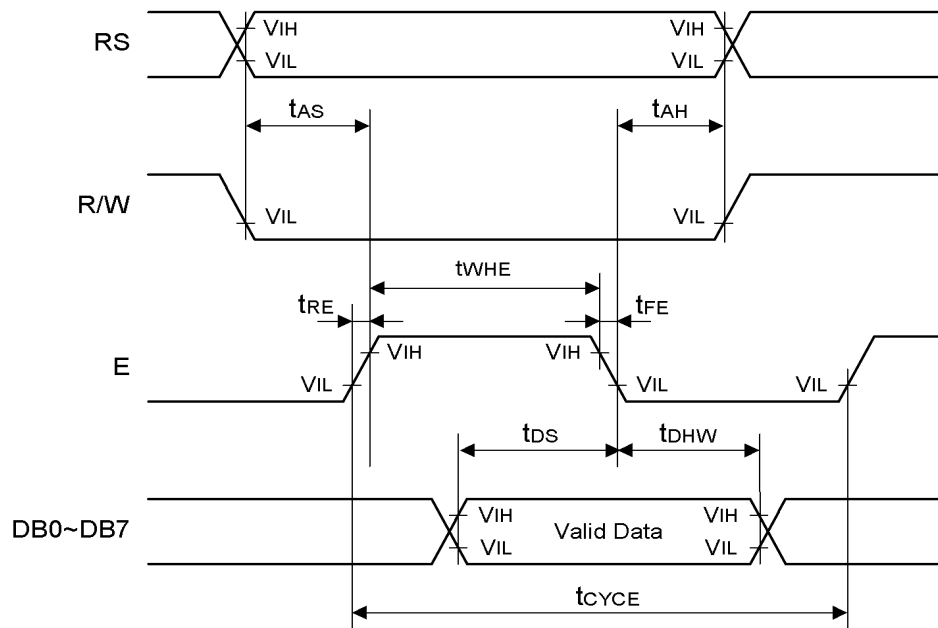 RS
VIH
VIL
VIH
VIL
tAS
tAH
R/W
VIL
VIL
tWHE
tRE
tFE
E
VIH
VIL
VIH
VIL
VIL
tDS
tDHW
DB0~DB7
VIH
VIL
Valid Data
VIH
VIL
tCYCE